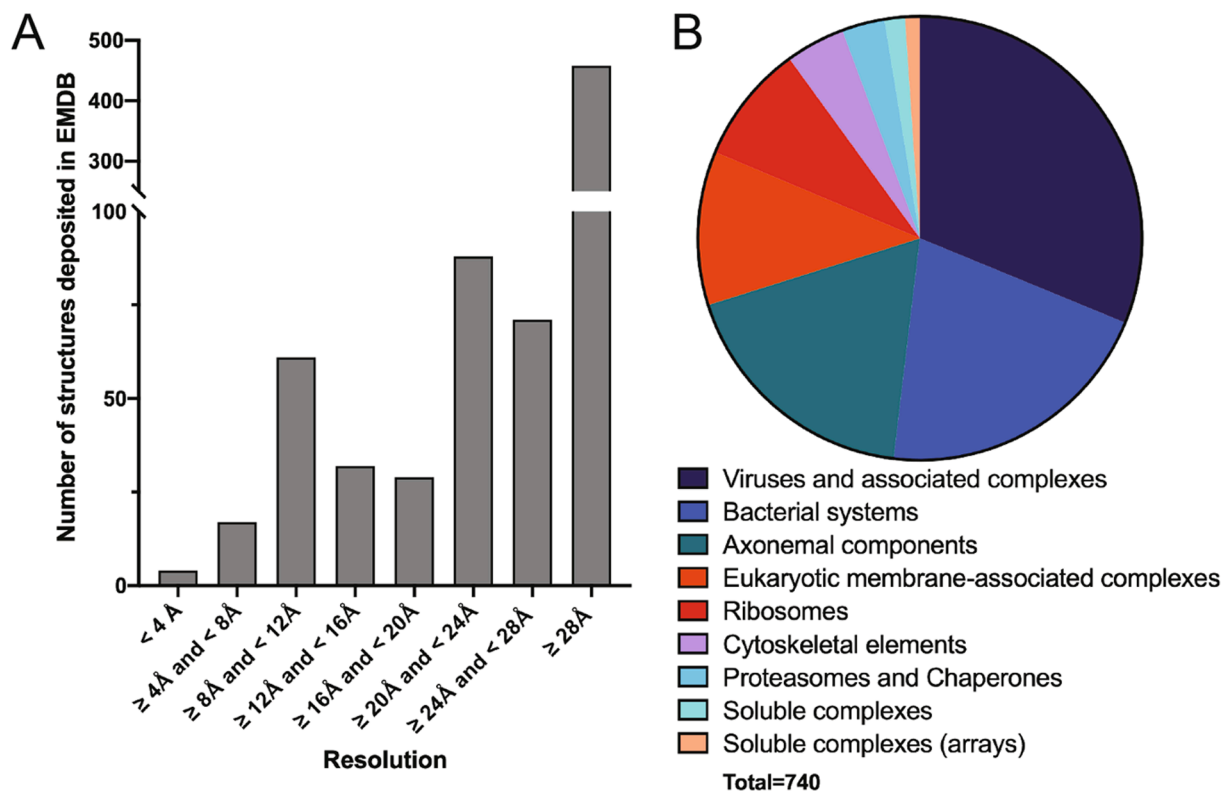 A
Number of structures deposited in EMDB
500
400
300
100
50
0
< 4 Å
≥ 4Å and < 8Å
≥ 8Å and < 12Å
≥ 12Å and < 16Å
≥ 16Å and < 20Å
≥ 20Å and < 24Å
≥ 24Å and < 28Å
≥ 28Å
Resolution
B
Viruses and associated complexes
Bacterial systems
Axonemal components
Eukaryotic membrane-associated complexes
Ribosomes
Cytoskeletal elements
Proteasomes and Chaperones
Soluble complexes
Soluble complexes (arrays)
Total=740